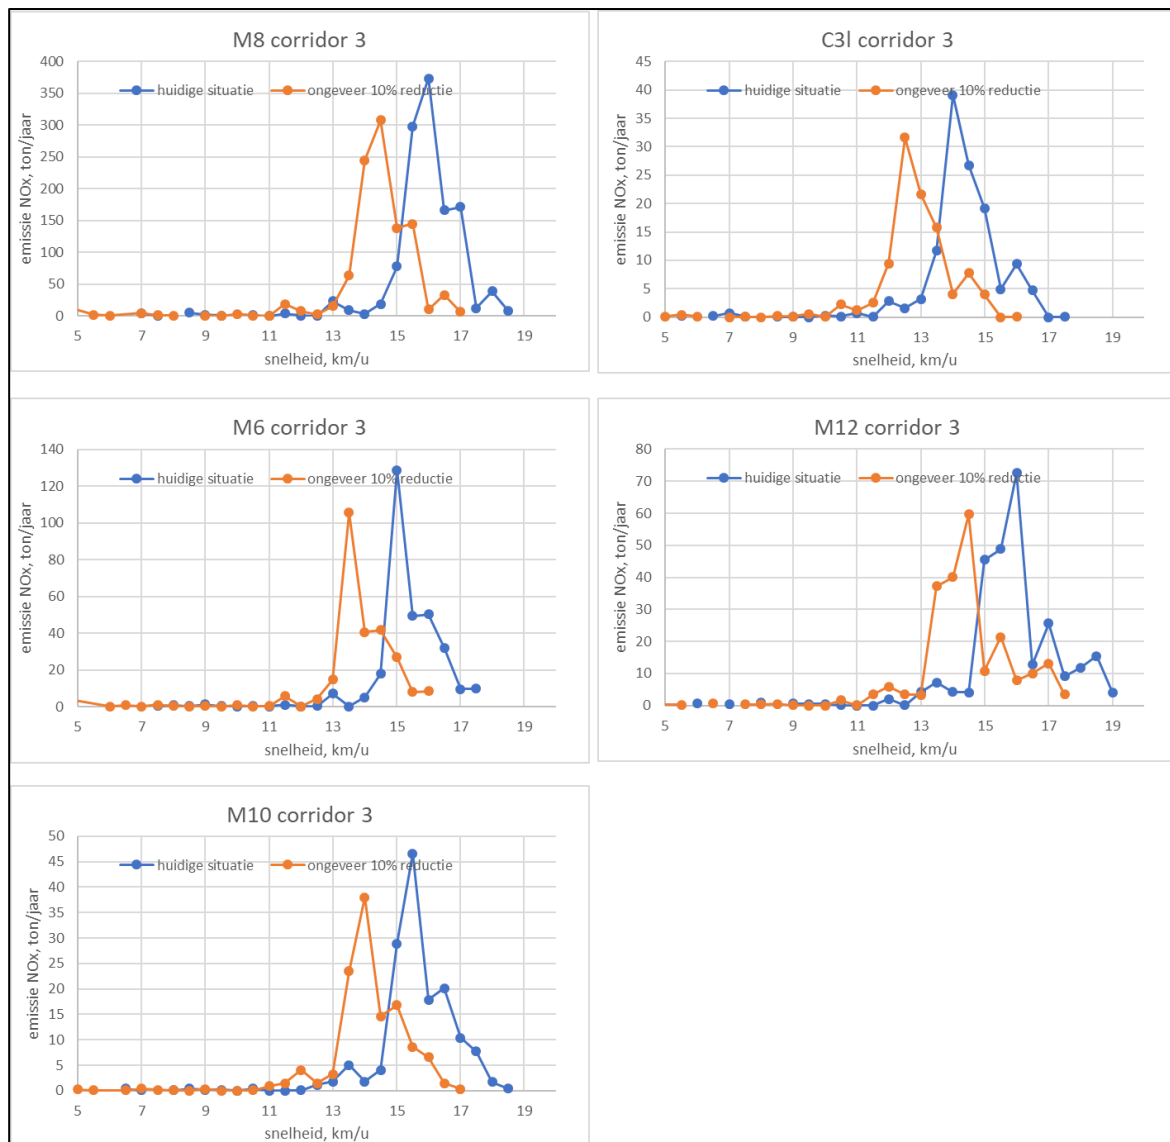 M8 corridor 3
huidige situatie
ongeveer 10% reductie
emissie NOx, ton/jaar
400
350
300
250
200
150
100
50
0
5 7 9 11 13 15 17 19
snelheid, km/u
C3l corridor 3
huidige situatie
ongeveer 10% reductie
emissie NOx, ton/jaar
45
40
35
30
25
20
15
10
5
0
5 7 9 11 13 15 17 19
snelheid, km/u
M6 corridor 3
huidige situatie
ongeveer 10% reductie
emissie NOx, ton/jaar
140
120
100
80
60
40
20
0
5 7 9 11 13 15 17 19
snelheid, km/u
M12 corridor 3
huidige situatie
ongeveer 10% reductie
emissie NOx, ton/jaar
80
70
60
50
40
30
20
10
0
5 7 9 11 13 15 17 19
snelheid, km/u
M10 corridor 3
huidige situatie
ongeveer 10% reductie
emissie NOx, ton/jaar
50
45
40
35
30
25
20
15
10
5
0
5 7 9 11 13 15 17 19
snelheid, km/u